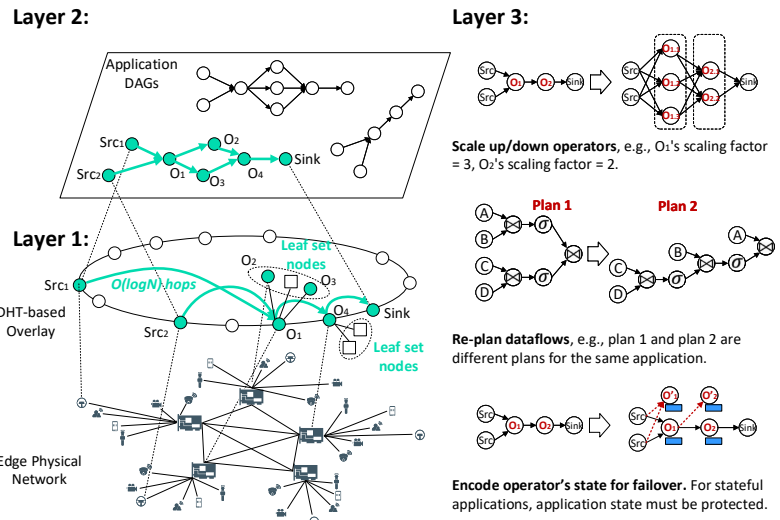 Layer 2:
Application
DAGs
Src1
O2
Src2
O1
O3
O4
Sink
Layer 1:
O2
Leaf set
nodes
Src1
O(logN)-hops
O3
DHT-based
Overlay
Src2
O1
O4
Sink
Leaf set
nodes
Edge Physical
Network
Layer 3:
Src
Src
O1
O2
Sink
Src
Src
O1.1
O1.2
O1.3
O2.1
O2.2
Sink
Scale up/down operators, e.g., O1's scaling factor
= 3, O2's scaling factor = 2.
Plan 1
Plan 2
A
B
C
D
σ
σ
A
B
C
D
σ
σ
Re-plan dataflows, e.g., plan 1 and plan 2 are
different plans for the same application.
Src
Src
O1
O2
Sink
O'1
O'2
Src
Src
O1
O2
Sink
Encode operator's state for failover. For stateful
applications, application state must be protected.